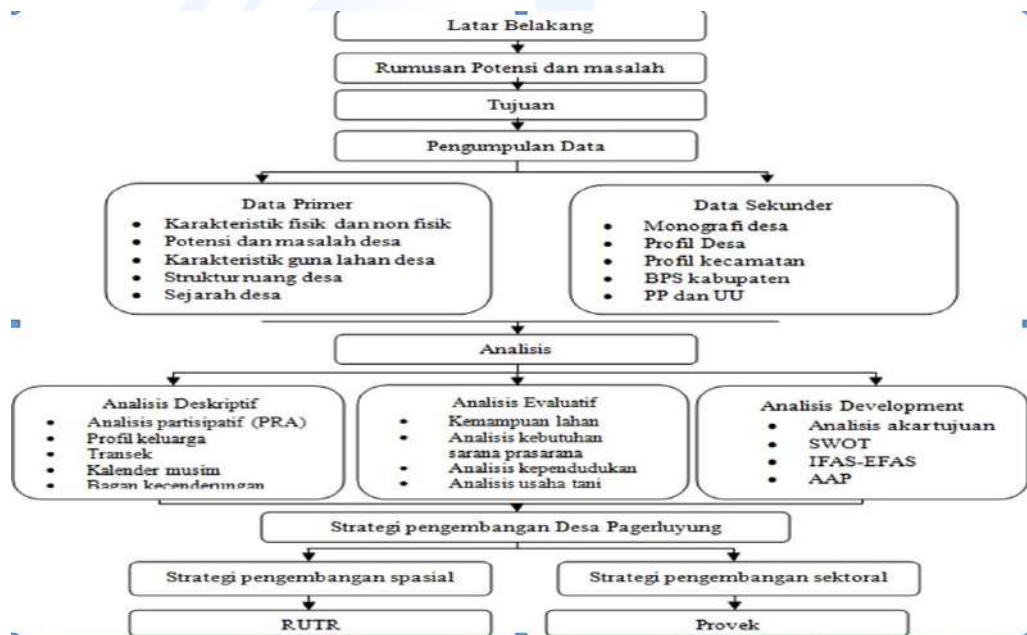 Latar Belakang
Rumusan Potensi dan masalah
Tujuan
Pengumpulan Data
Data Primer
• Karakteristik fisik dan non fisik
• Potensi dan masalah desa
• Karakteristik guna lahan desa
• Struktur ruang desa
• Sejarah desa
Data Sekunder
• Monografi desa
• Profil Desa
• Profil kecamatan
• BPS kabupaten
• PP dan UU
Analisis
Analisis Deskriptif
• Analisis partisipatif (PRA)
• Profil keluarga
• Transek
• Kalender musim
• Bagan kecenderungan
Analisis Evaluatif
• Kemampuan lahan
• Analisis kebutuhan
sarana prasarana
• Analisis kependudukan
• Analisis usaha tani
Analisis Development
• Analisis akar tujuan
• SWOT
• IFAS-EFAS
• AAP
Strategi pengembangan Desa Pagerluyung
Strategi pengembangan spasial
Strategi pengembangan sektoral
RUTR
Proyek